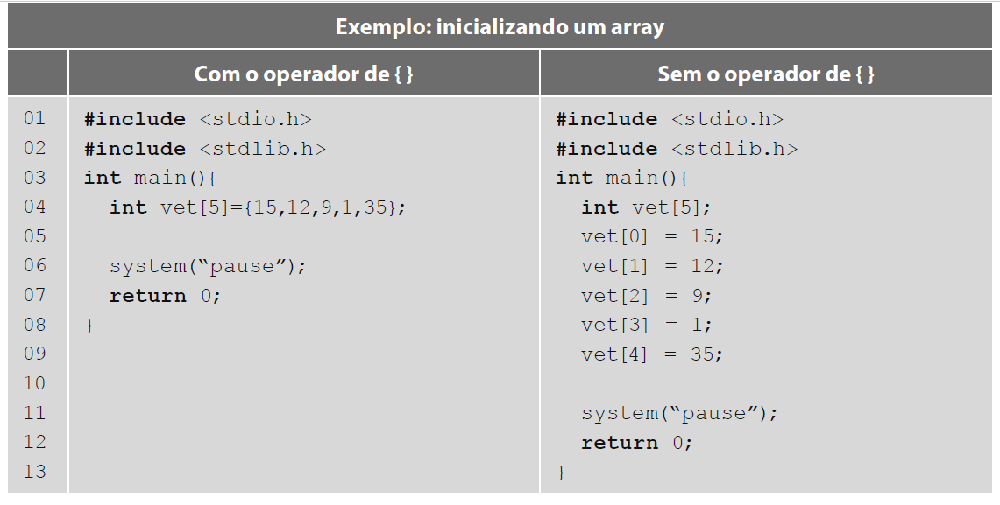 Exemplo: inicializando um array
Com o operador de { }
Sem o operador de { }
01 #include <stdio.h> #include <stdio.h>
02 #include <stdlib.h> #include <stdlib.h>
03 int main(){ int main(){
04 int vet[5]={15,12,9,1,35}; int vet[5];
05 vet[0] = 15;
06 system(“pause”); vet[1] = 12;
07 return 0; vet[2] = 9;
08 } vet[3] = 1;
09 vet[4] = 35;
10
11 system(“pause”);
12 return 0;
13 }